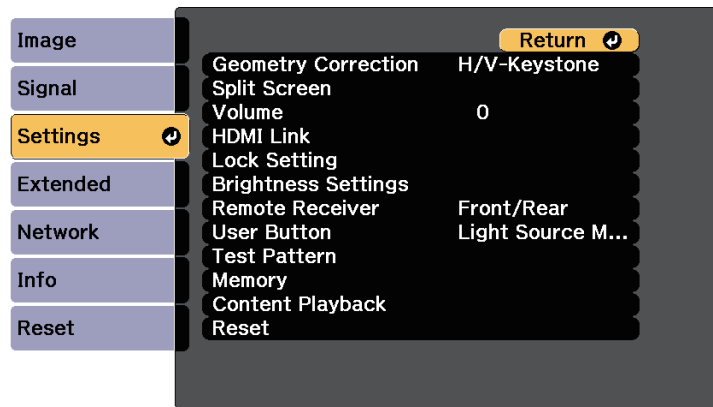 Image
Signal
Settings
Extended
Network
Info
Reset
Return
Geometry Correction H/V-Keystone
Split Screen
Volume 0
HDMI Link
Lock Setting
Brightness Settings
Remote Receiver Front/Rear
User Button Light Source M...
Test Pattern
Memory
Content Playback
Reset